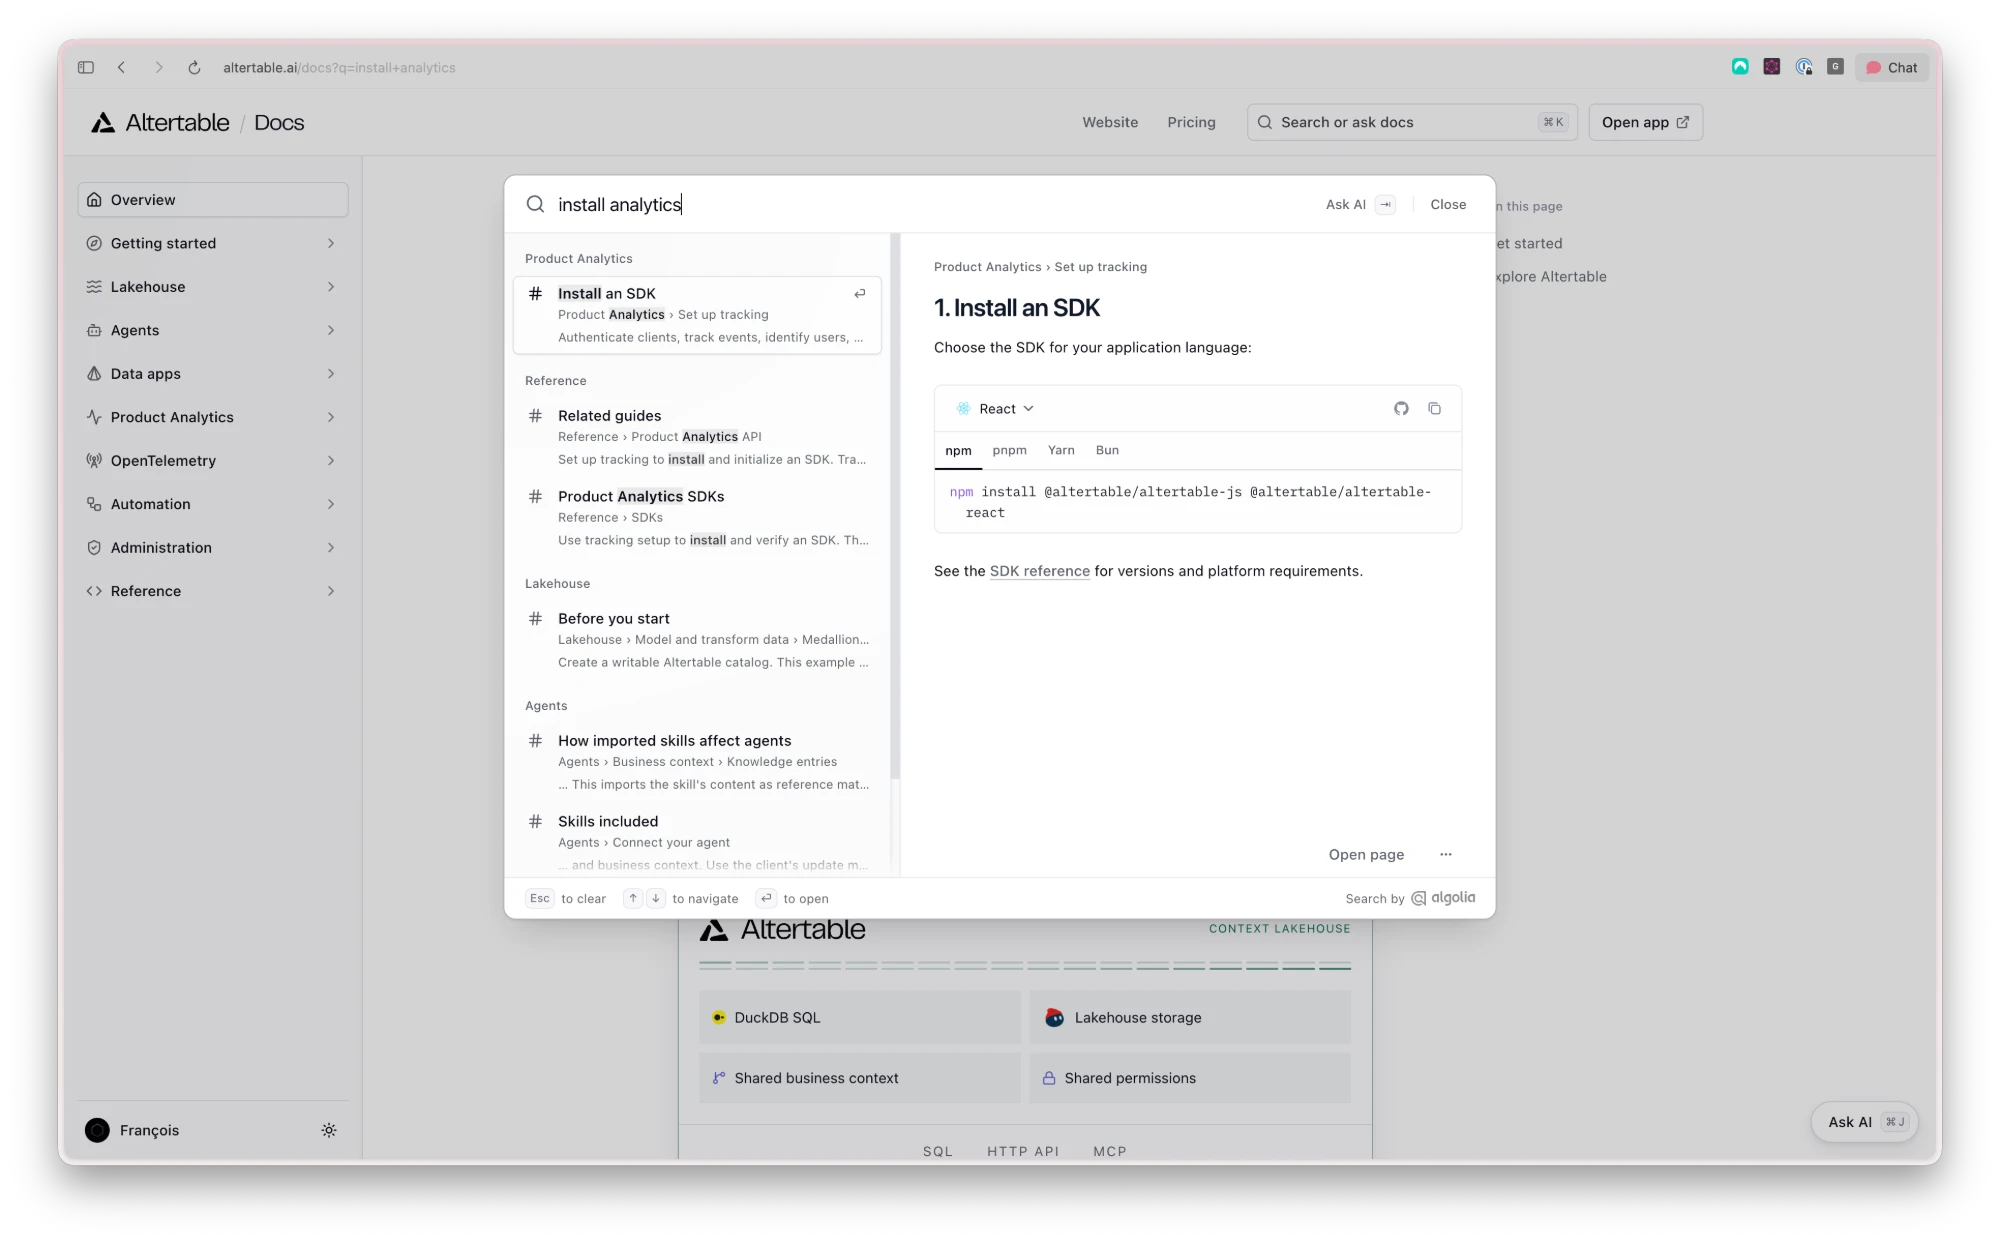 altertable.ai/docs?q=install+analytics
G
Chat
Altertable / Docs
Website
Pricing
Search or ask docs
⌘ K
Open app
Overview
Getting started
Lakehouse
Agents
Data apps
Product Analytics
OpenTelemetry
Automation
Administration
Reference
François
install analytics
Ask AI
Close
Product Analytics
# Install an SDK
Product Analytics › Set up tracking
Authenticate clients, track events, identify users, ...
Reference
# Related guides
Reference › Product Analytics API
Set up tracking to install and initialize an SDK. Tra...
# Product Analytics SDKs
Reference › SDKs
Use tracking setup to install and verify an SDK. Th...
Lakehouse
# Before you start
Lakehouse › Model and transform data › Medallion...
Create a writable Altertable catalog. This example ...
Agents
# How imported skills affect agents
Agents › Business context › Knowledge entries
... This imports the skill's content as reference mat...
# Skills included
Agents › Connect your agent
... and business context. Use the client's update m...
Product Analytics › Set up tracking
1. Install an SDK
Choose the SDK for your application language:
React
npm
pnpm
Yarn
Bun
npm install @altertable/altertable-js @altertable/altertable-
react
See the SDK reference for versions and platform requirements.
Open page
...
Esc to clear
↑ ↓ to navigate
↵ to open
Search by algolia
n this page
et started
xplore Altertable
Altertable
CONTEXT LAKEHOUSE
DuckDB SQL
Lakehouse storage
Shared business context
Shared permissions
SQL
HTTP API
MCP
Ask AI ⌘ J